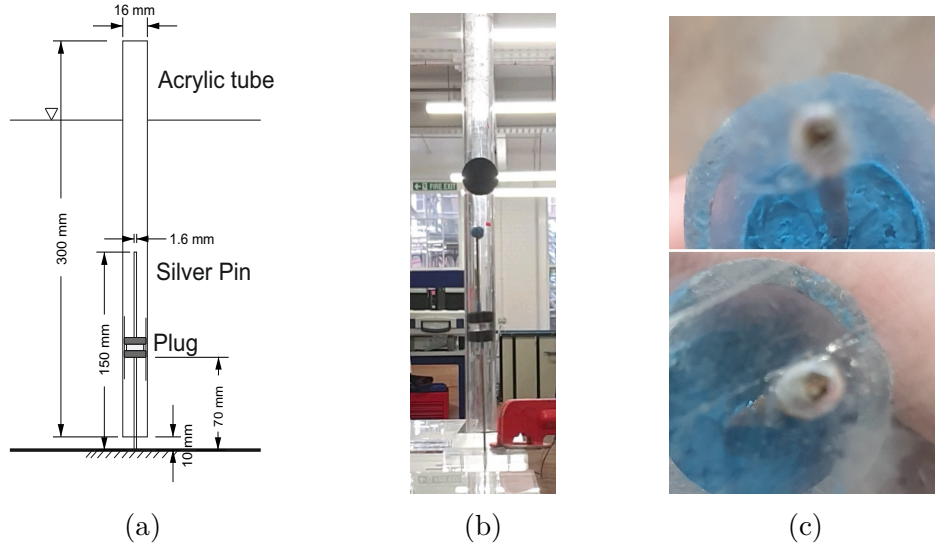 16 mm
Acrylic tube
300 mm
1.6 mm
Silver Pin
150 mm
Plug
70 mm
10 mm
FIRE EXIT
(a)
(b)
(c)